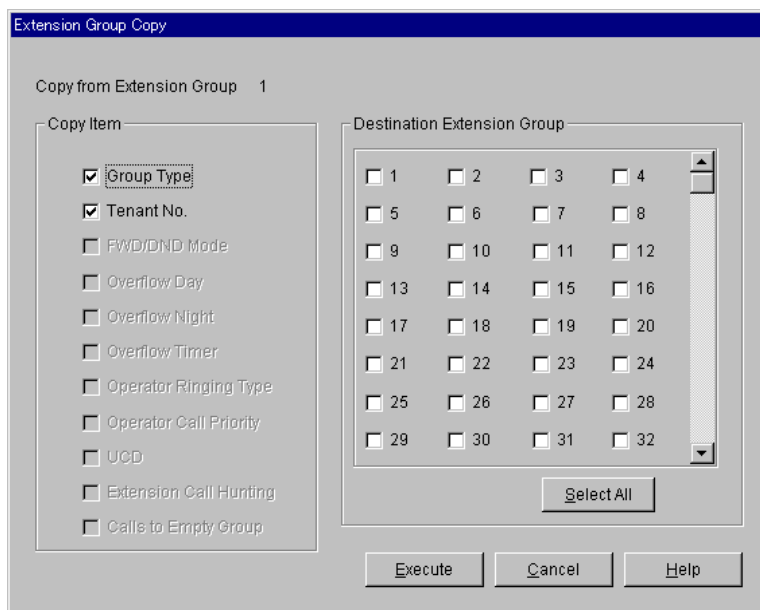 Extension Group Copy
Copy from Extension Group 1
Copy Item
Group Type
Tenant No.
FWD/DND Mode
Overflow Day
Overflow Night
Overflow Timer
Operator Ringing Type
Operator Call Priority
UCD
Extension Call Hunting
Calls to Empty Group
Destination Extension Group
1 2 3 4
5 6 7 8
9 10 11 12
13 14 15 16
17 18 19 20
21 22 23 24
25 26 27 28
29 30 31 32
Select All
Execute Cancel Help